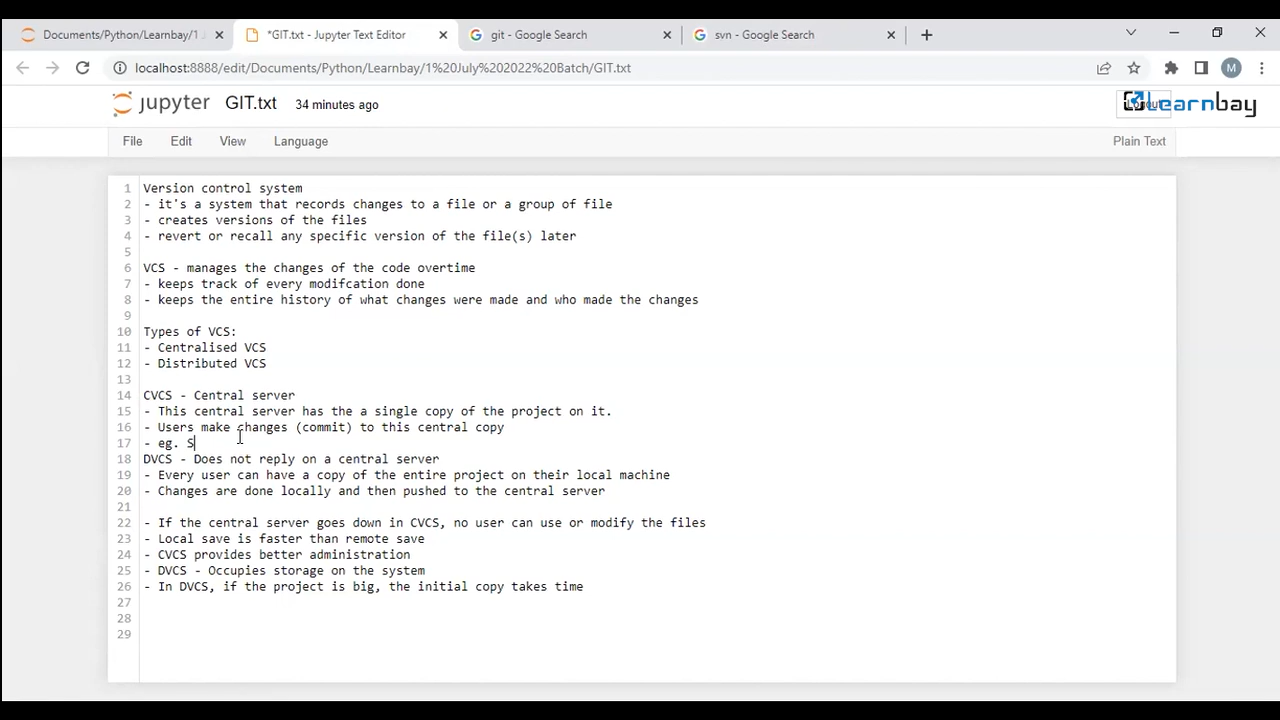 Documents/Python/Learnbay/1
*GIT.txt - Jupyter Text Editor
git - Google Search
svn - Google Search
localhost:8888/edit/Documents/Python/Learnbay/1%20July%202022%20Batch/GIT.txt
M
jupyter GIT.txt 34 minutes ago
Learnbay
File Edit View Language
Plain Text
1 Version control system
2 - it's a system that records changes to a file or a group of file
3 - creates versions of the files
4 - revert or recall any specific version of the file(s) later
5
6 VCS - manages the changes of the code overtime
7 - keeps track of every modifcation done
8 - keeps the entire history of what changes were made and who made the changes
9
10 Types of VCS:
11 - Centralised VCS
12 - Distributed VCS
13
14 CVCS - Central server
15 - This central server has the a single copy of the project on it.
16 - Users make changes (commit) to this central copy
17 - eg. S
18 DVCS - Does not reply on a central server
19 - Every user can have a copy of the entire project on their local machine
20 - Changes are done locally and then pushed to the central server
21
22 - If the central server goes down in CVCS, no user can use or modify the files
23 - Local save is faster than remote save
24 - CVCS provides better administration
25 - DVCS - Occupies storage on the system
26 - In DVCS, if the project is big, the initial copy takes time
27
28
29